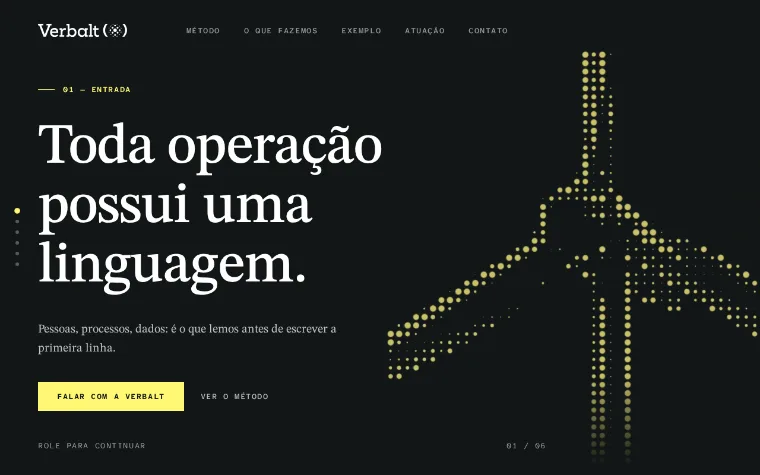 Verbalt
MÉTODO
O QUE FAZEMOS
EXEMPLO
ATUAÇÃO
CONTATO
01 — ENTRADA
Toda operação
possui uma
linguagem.
Pessoas, processos, dados: é o que lemos antes de escrever a
primeira linha.
FALAR COM A VERBALT
VER O MÉTODO
ROLE PARA CONTINUAR
01 / 06